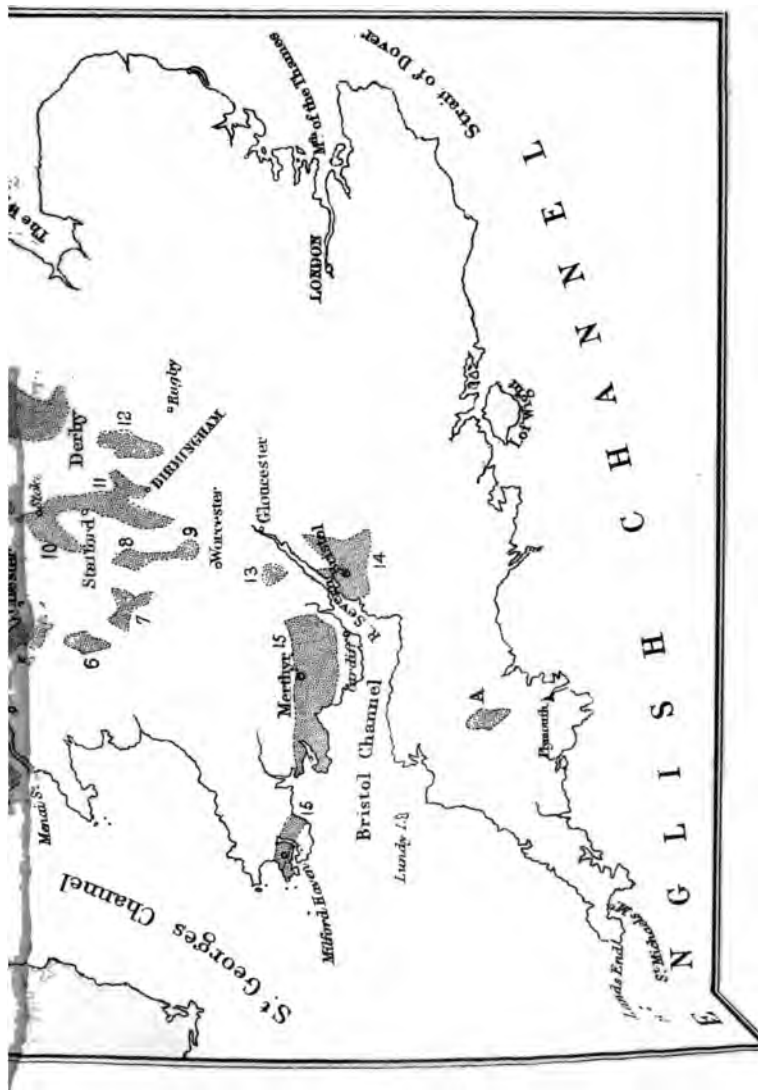 The W
Mth. of the Thames
Strait of Dover
LONDON
Derby
12
Rugby
BIRMINGHAM
Stoke
10
11
Stafford
8
9
Worcester
7
6
Gloucester
13
Bristol
14
R. Severn
Merthyr 15
Cardiff
Bristol Channel
15
Milford Haven
Lundy I.
Menai St.
St. Georges Channel
I. of Wight
A
Plymouth
Lands End
St. Michaels Mt.
ENGLISH CHANNEL